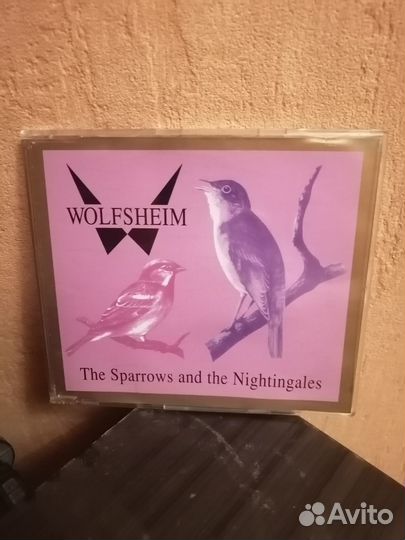 WOLFSHEIM
The Sparrows and the Nightingales
Avito